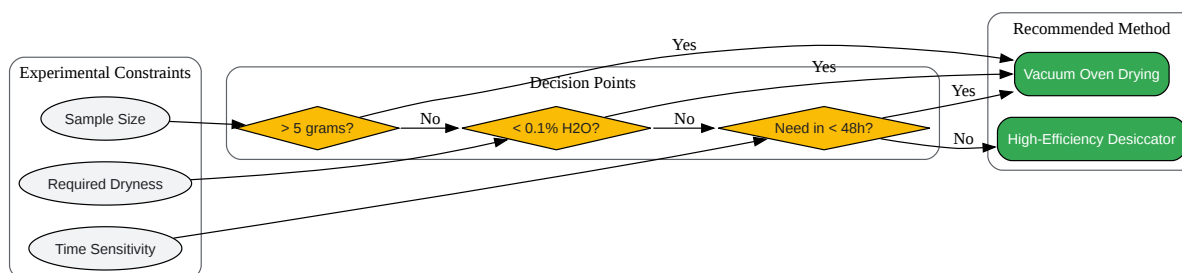 Experimental Constraints
Sample Size
Required Dryness
Time Sensitivity
Decision Points
> 5 grams?
No
< 0.1% H2O?
No
Need in < 48h?
Yes
Yes
Yes
No
Recommended Method
Vacuum Oven Drying
High-Efficiency Desiccator